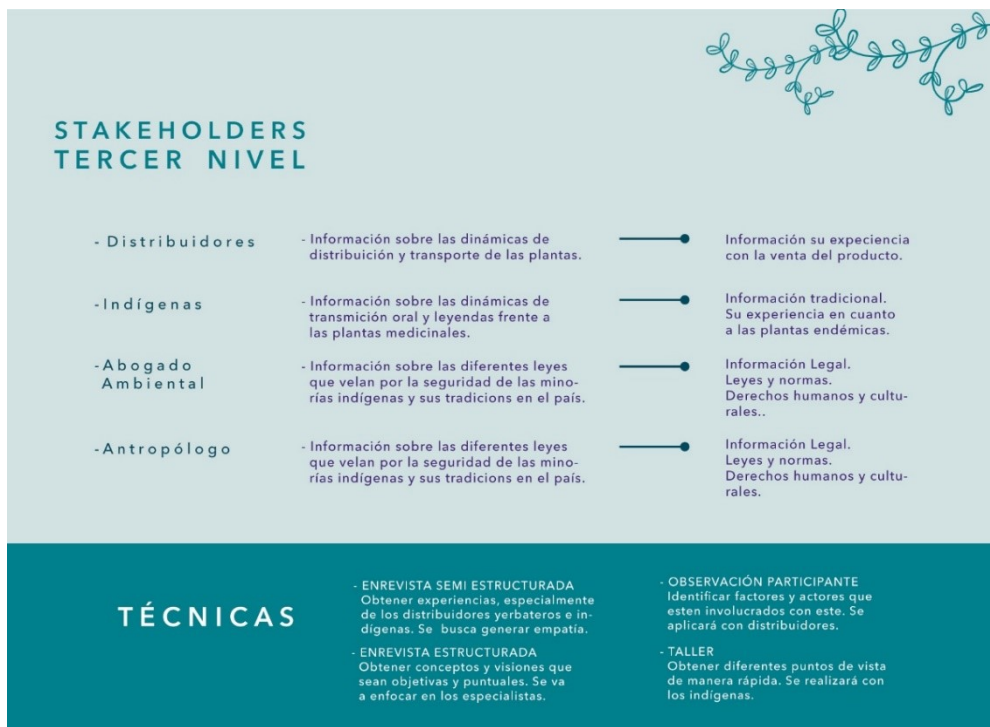 STAKEHOLDERS
TERCER NIVEL
- Distribuidores
- Información sobre las dinámicas de
distribuición y transporte de las plantas.
Información su expeciencia
con la venta del producto.
-Indígenas
- Información sobre las dinámicas de
transmición oral y leyendas frente a
las plantas medicinales.
Información tradicional.
Su experiencia en cuanto
a las plantas endémicas.
-Abogado
Ambiental
- Información sobre las diferentes leyes
que velan por la seguridad de las mino-
rías indígenas y sus tradicions en el país.
Información Legal.
Leyes y normas.
Derechos humanos y cultu-
rales..
-Antropólogo
- Información sobre las diferentes leyes
que velan por la seguridad de las mino-
rías indígenas y sus tradicions en el país.
Información Legal.
Leyes y normas.
Derechos humanos y cultu-
rales.
TÉCNICAS
- ENREVISTA SEMI ESTRUCTURADA
Obtener experiencias, especialmente
de los distribuidores yerbateros e in-
dígenas. Se busca generar empatía.
- ENREVISTA ESTRUCTURADA
Obtener conceptos y visiones que
sean objetivas y puntuales. Se va
a enfocar en los especialistas.
- OBSERVACIÓN PARTICIPANTE
Identificar factores y actores que
esten involucrados con este. Se
aplicará con distribuidores.
- TALLER
Obtener diferentes puntos de vista
de manera rápida. Se realizará con
los indígenas.